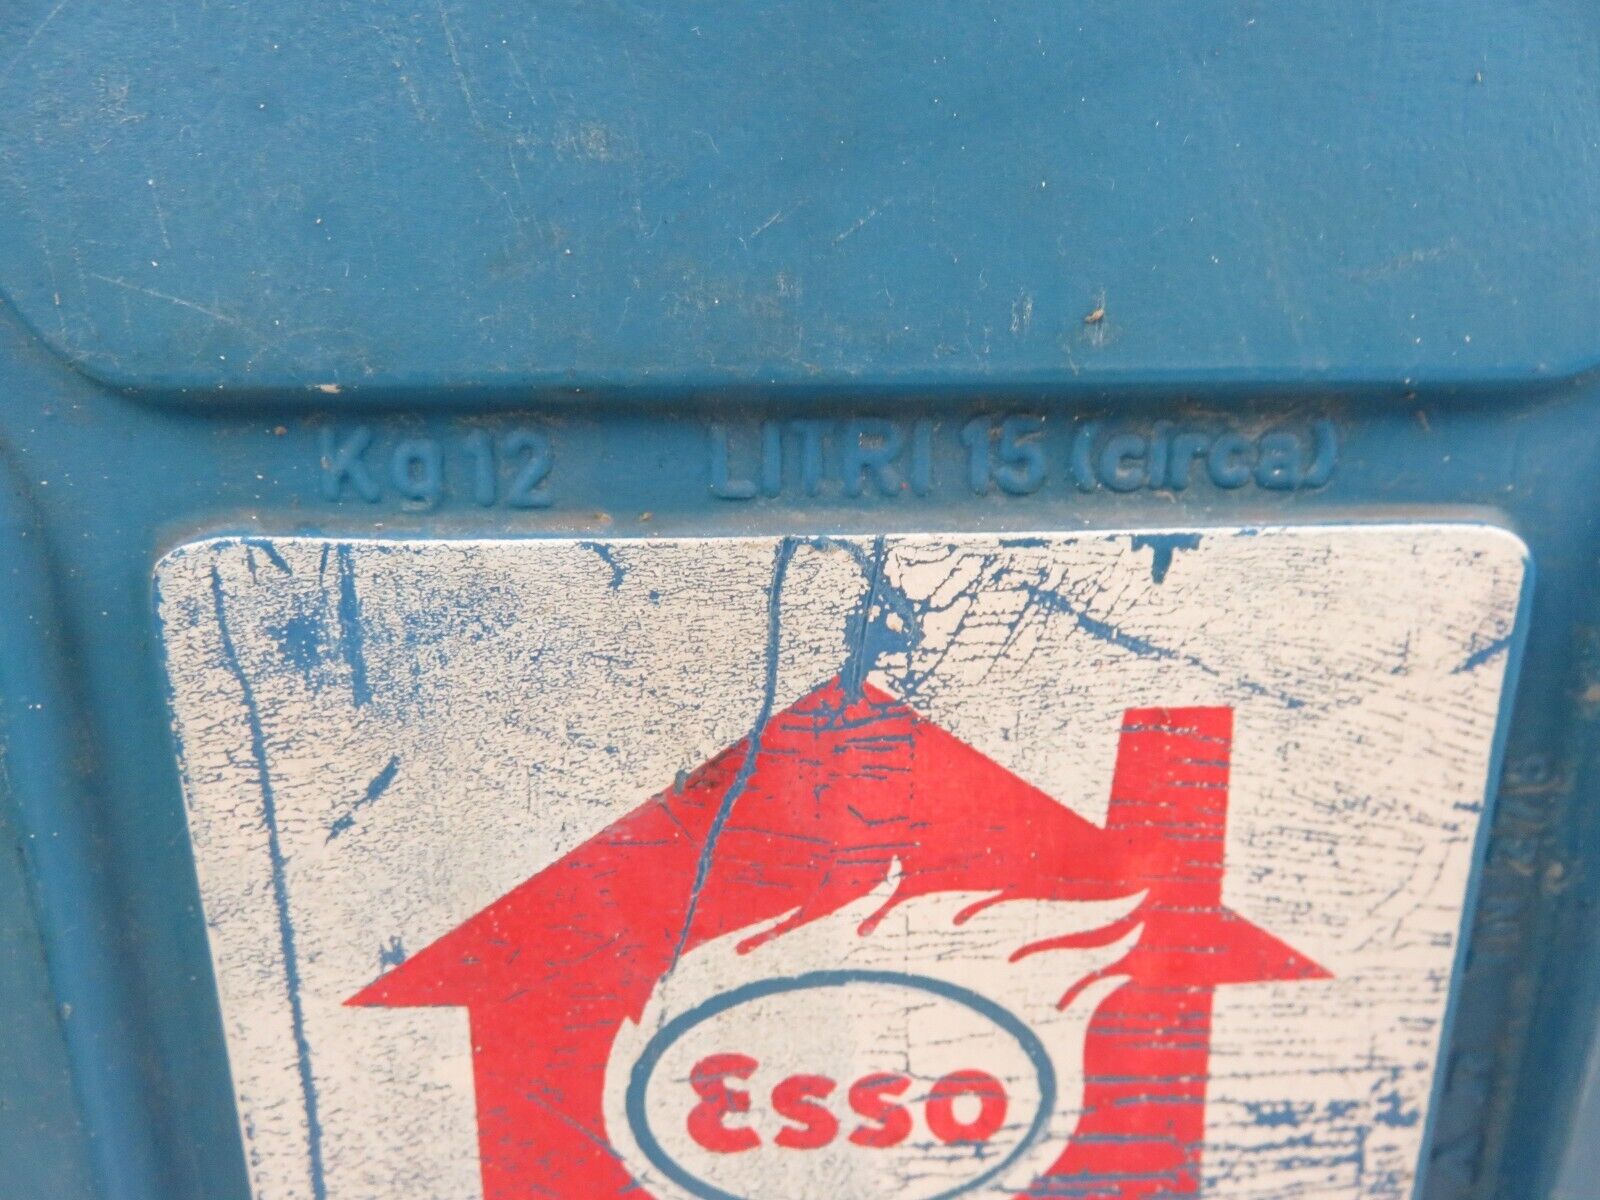 Kg 12 LITRI 15 (circa)
Esso